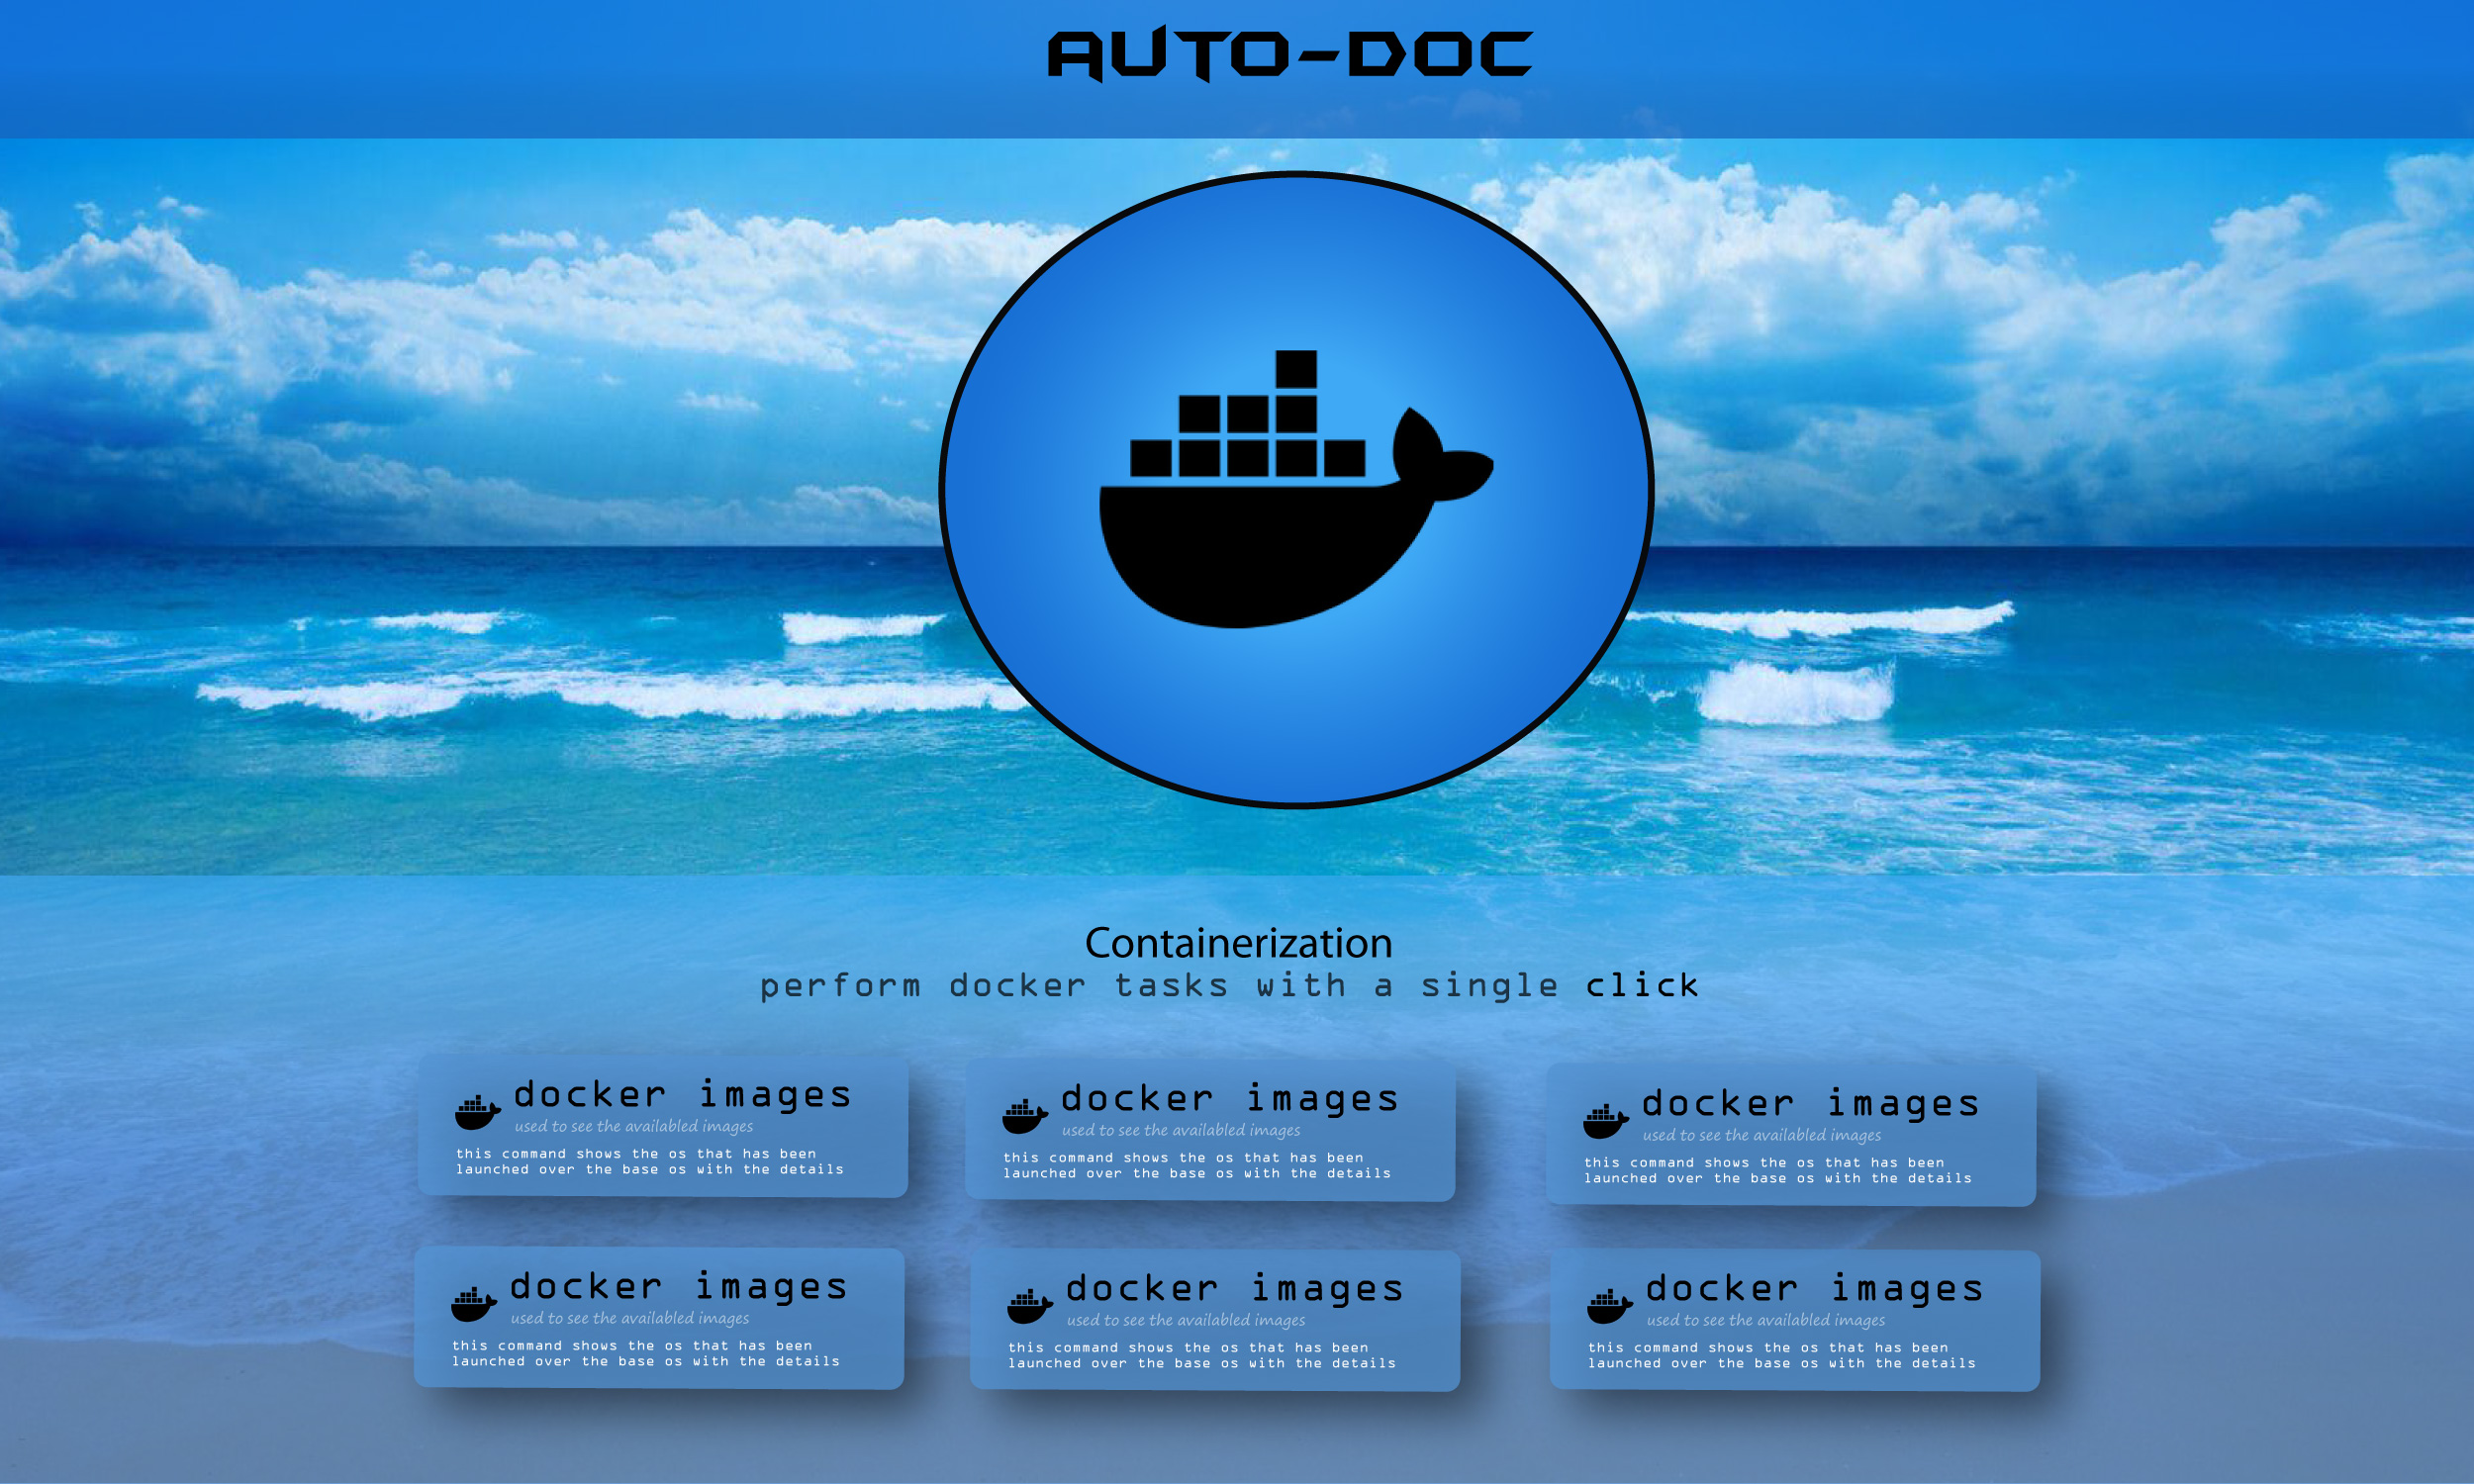 AUTO-DOC
Containerization
perform docker tasks with a single click
docker images
used to see the availabled images
this command shows the os that has been
launched over the base os with the details
docker images
used to see the availabled images
this command shows the os that has been
launched over the base os with the details
docker images
used to see the availabled images
this command shows the os that has been
launched over the base os with the details
docker images
used to see the availabled images
this command shows the os that has been
launched over the base os with the details
docker images
used to see the availabled images
this command shows the os that has been
launched over the base os with the details
docker images
used to see the availabled images
this command shows the os that has been
launched over the base os with the details